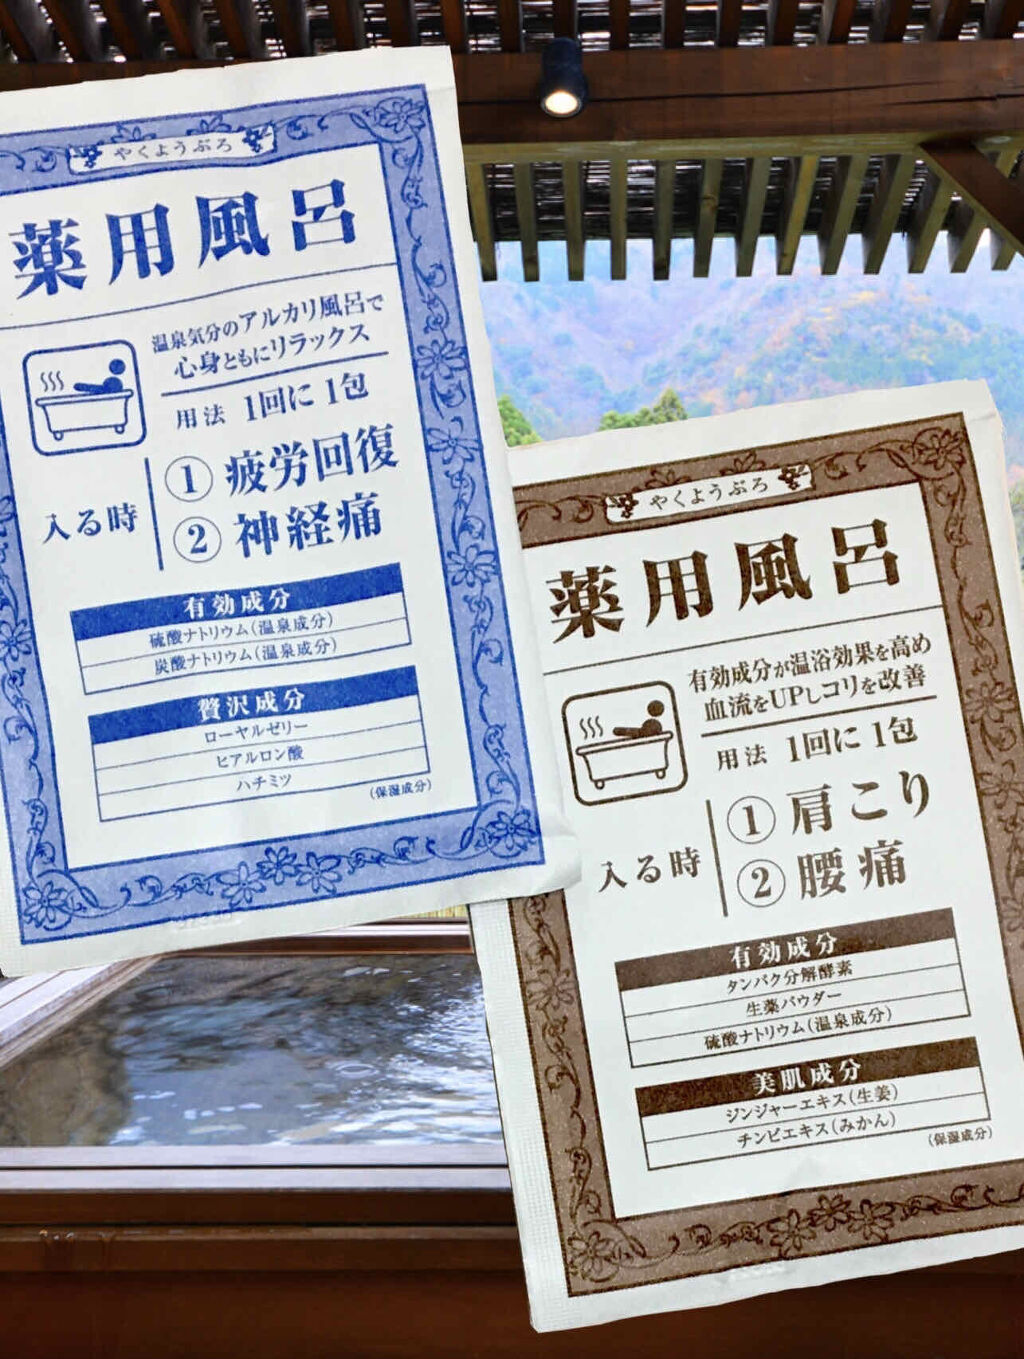 やくようぶろ
薬用風呂
温泉気分のアルカリ風呂で
心身ともにリラックス
用法 1回に1包
入る時
① 疲労回復
② 神経痛
有効成分
硫酸ナトリウム(温泉成分)
炭酸ナトリウム(温泉成分)
贅沢成分
ローヤルゼリー
ヒアルロン酸
ハチミツ
(保湿成分)
やくようぶろ
薬用風呂
有効成分が温浴効果を高め
血流をUPしコリを改善
用法 1回に1包
入る時
① 肩こり
② 腰痛
有効成分
タンパク分解酵素
生薬パウダー
硫酸ナトリウム(温泉成分)
美肌成分
ジンジャーエキス(生姜)
チンピエキス(みかん)
(保湿成分)